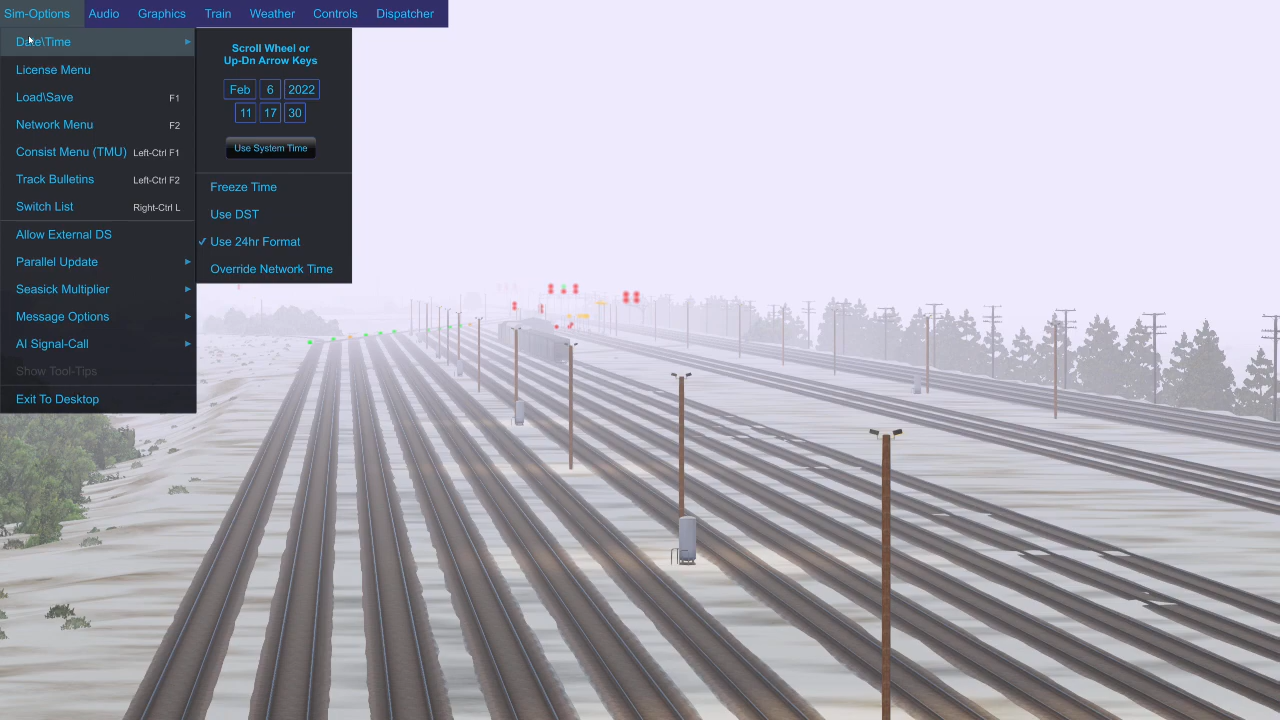 Sim-Options Audio Graphics Train Weather Controls Dispatcher
Date\Time
License Menu
Load\Save F1
Network Menu F2
Consist Menu (TMU) Left-Ctrl F1
Track Bulletins Left-Ctrl F2
Switch List Right-Ctrl L
Allow External DS
Parallel Update
Seasick Multiplier
Message Options
AI Signal-Call
Show Tool-Tips
Exit To Desktop
Scroll Wheel or
Up-Dn Arrow Keys
Feb 6 2022
11 17 30
Use System Time
Freeze Time
Use DST
Use 24hr Format
Override Network Time